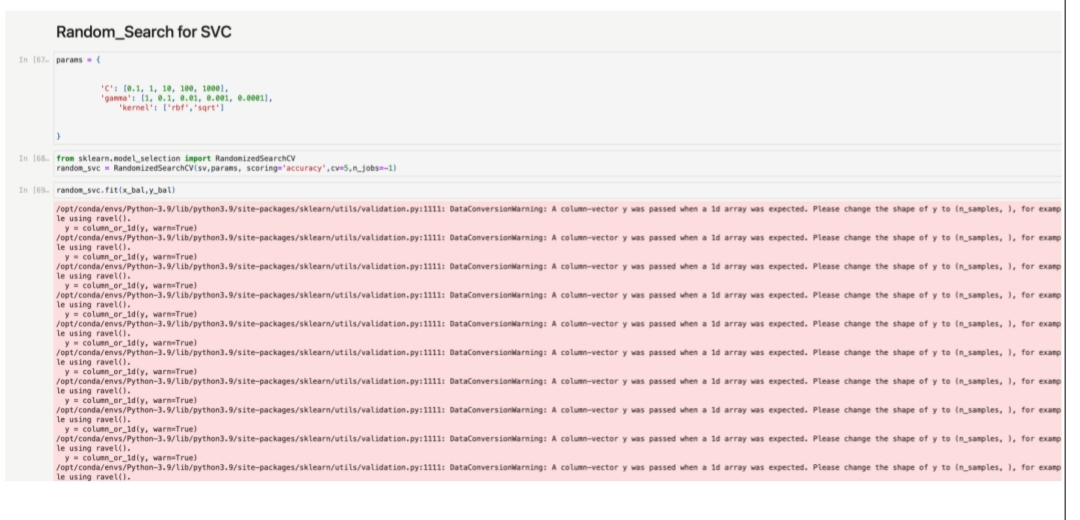 Random_Search for SVC
In [67…
params = {
'C': [0.1, 1, 10, 100, 1000],
'gamma': [1, 0.1, 0.01, 0.001, 0.0001],
'kernel': ['rbf','sqrt']
}
In [68…
from sklearn.model_selection import RandomizedSearchCV
random_svc = RandomizedSearchCV(sv,params, scoring='accuracy',cv=5,n_jobs=-1)
In [69…
random_svc.fit(x_bal,y_bal)
/opt/conda/envs/Python-3.9/lib/python3.9/site-packages/sklearn/utils/validation.py:1111: DataConversionWarning: A column-vector y was passed when a 1d array was expected. Please change the shape of y to (n_samples, ), for examp
le using ravel().
y = column_or_1d(y, warn=True)
/opt/conda/envs/Python-3.9/lib/python3.9/site-packages/sklearn/utils/validation.py:1111: DataConversionWarning: A column-vector y was passed when a 1d array was expected. Please change the shape of y to (n_samples, ), for examp
le using ravel().
y = column_or_1d(y, warn=True)
/opt/conda/envs/Python-3.9/lib/python3.9/site-packages/sklearn/utils/validation.py:1111: DataConversionWarning: A column-vector y was passed when a 1d array was expected. Please change the shape of y to (n_samples, ), for examp
le using ravel().
y = column_or_1d(y, warn=True)
/opt/conda/envs/Python-3.9/lib/python3.9/site-packages/sklearn/utils/validation.py:1111: DataConversionWarning: A column-vector y was passed when a 1d array was expected. Please change the shape of y to (n_samples, ), for examp
le using ravel().
y = column_or_1d(y, warn=True)
/opt/conda/envs/Python-3.9/lib/python3.9/site-packages/sklearn/utils/validation.py:1111: DataConversionWarning: A column-vector y was passed when a 1d array was expected. Please change the shape of y to (n_samples, ), for examp
le using ravel().
y = column_or_1d(y, warn=True)
/opt/conda/envs/Python-3.9/lib/python3.9/site-packages/sklearn/utils/validation.py:1111: DataConversionWarning: A column-vector y was passed when a 1d array was expected. Please change the shape of y to (n_samples, ), for examp
le using ravel().
y = column_or_1d(y, warn=True)
/opt/conda/envs/Python-3.9/lib/python3.9/site-packages/sklearn/utils/validation.py:1111: DataConversionWarning: A column-vector y was passed when a 1d array was expected. Please change the shape of y to (n_samples, ), for examp
le using ravel().
y = column_or_1d(y, warn=True)
/opt/conda/envs/Python-3.9/lib/python3.9/site-packages/sklearn/utils/validation.py:1111: DataConversionWarning: A column-vector y was passed when a 1d array was expected. Please change the shape of y to (n_samples, ), for examp
le using ravel().
y = column_or_1d(y, warn=True)
/opt/conda/envs/Python-3.9/lib/python3.9/site-packages/sklearn/utils/validation.py:1111: DataConversionWarning: A column-vector y was passed when a 1d array was expected. Please change the shape of y to (n_samples, ), for examp
le using ravel().
y = column_or_1d(y, warn=True)
/opt/conda/envs/Python-3.9/lib/python3.9/site-packages/sklearn/utils/validation.py:1111: DataConversionWarning: A column-vector y was passed when a 1d array was expected. Please change the shape of y to (n_samples, ), for examp
le using ravel().